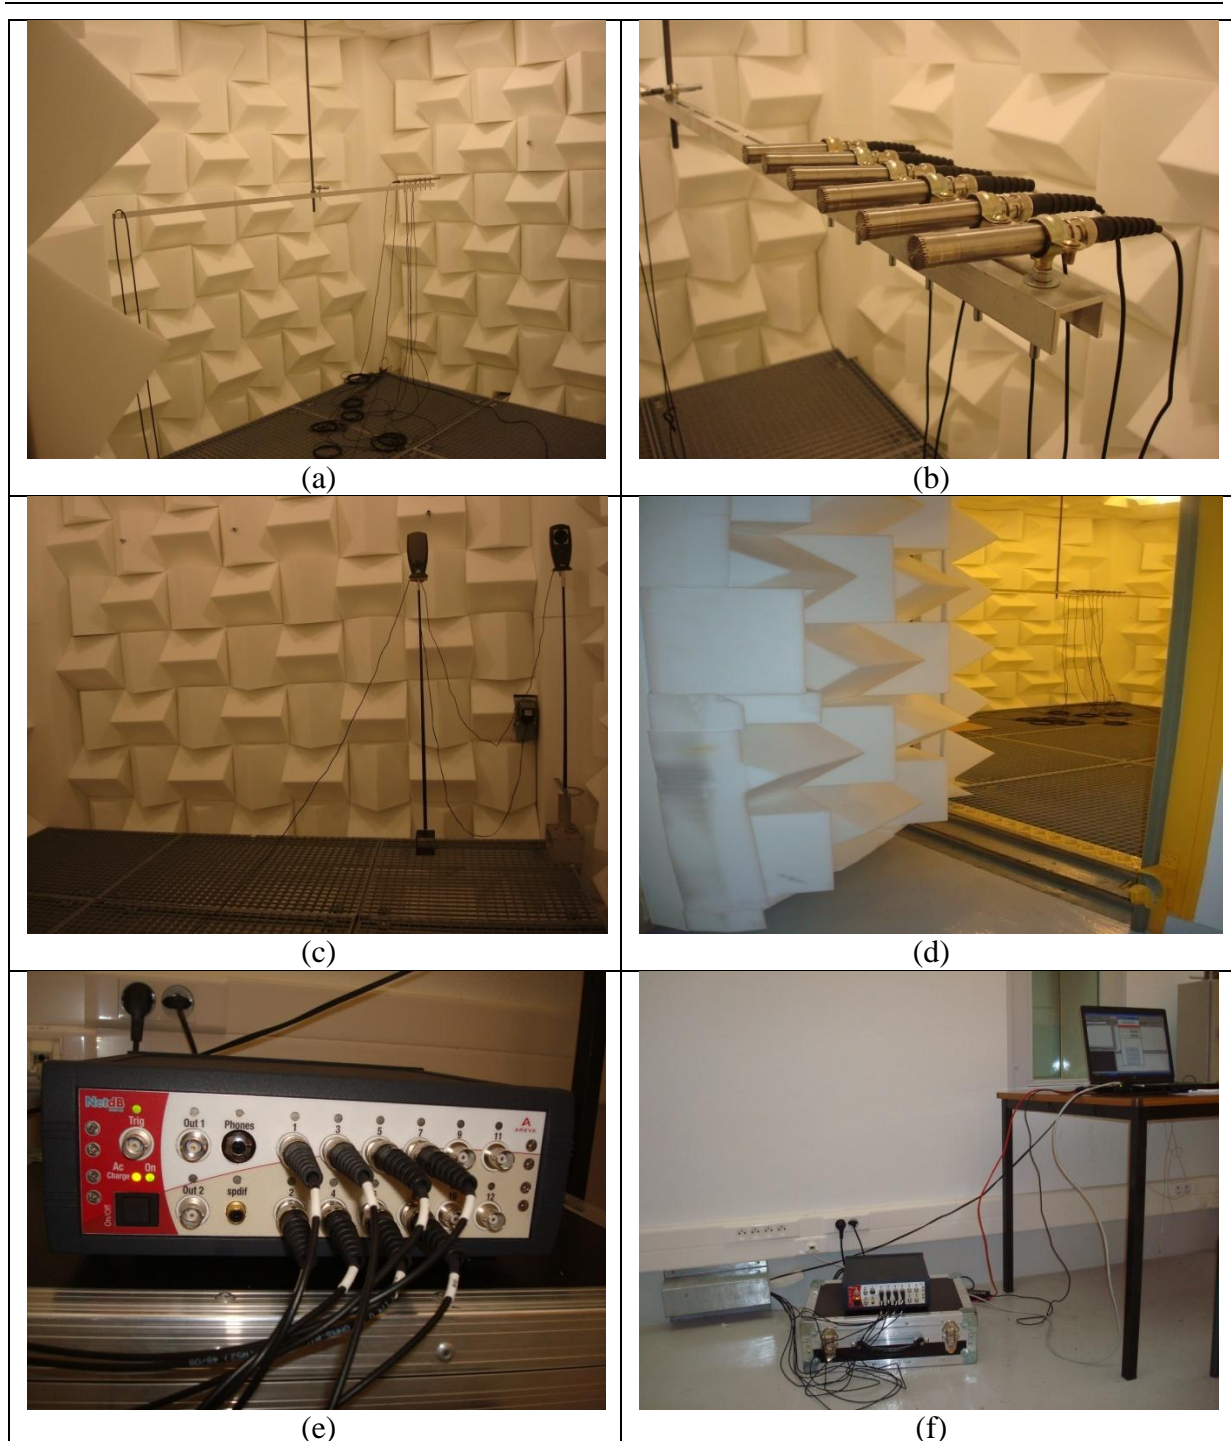 (a)
(b)
(c)
(d)
(e)
(f)
NetdB
Trig
Out 1
Phones
1
3
5
7
9
11
AREVA
Ac
On
Charge
Out 2
spdif
2
4
10
12
On/Off